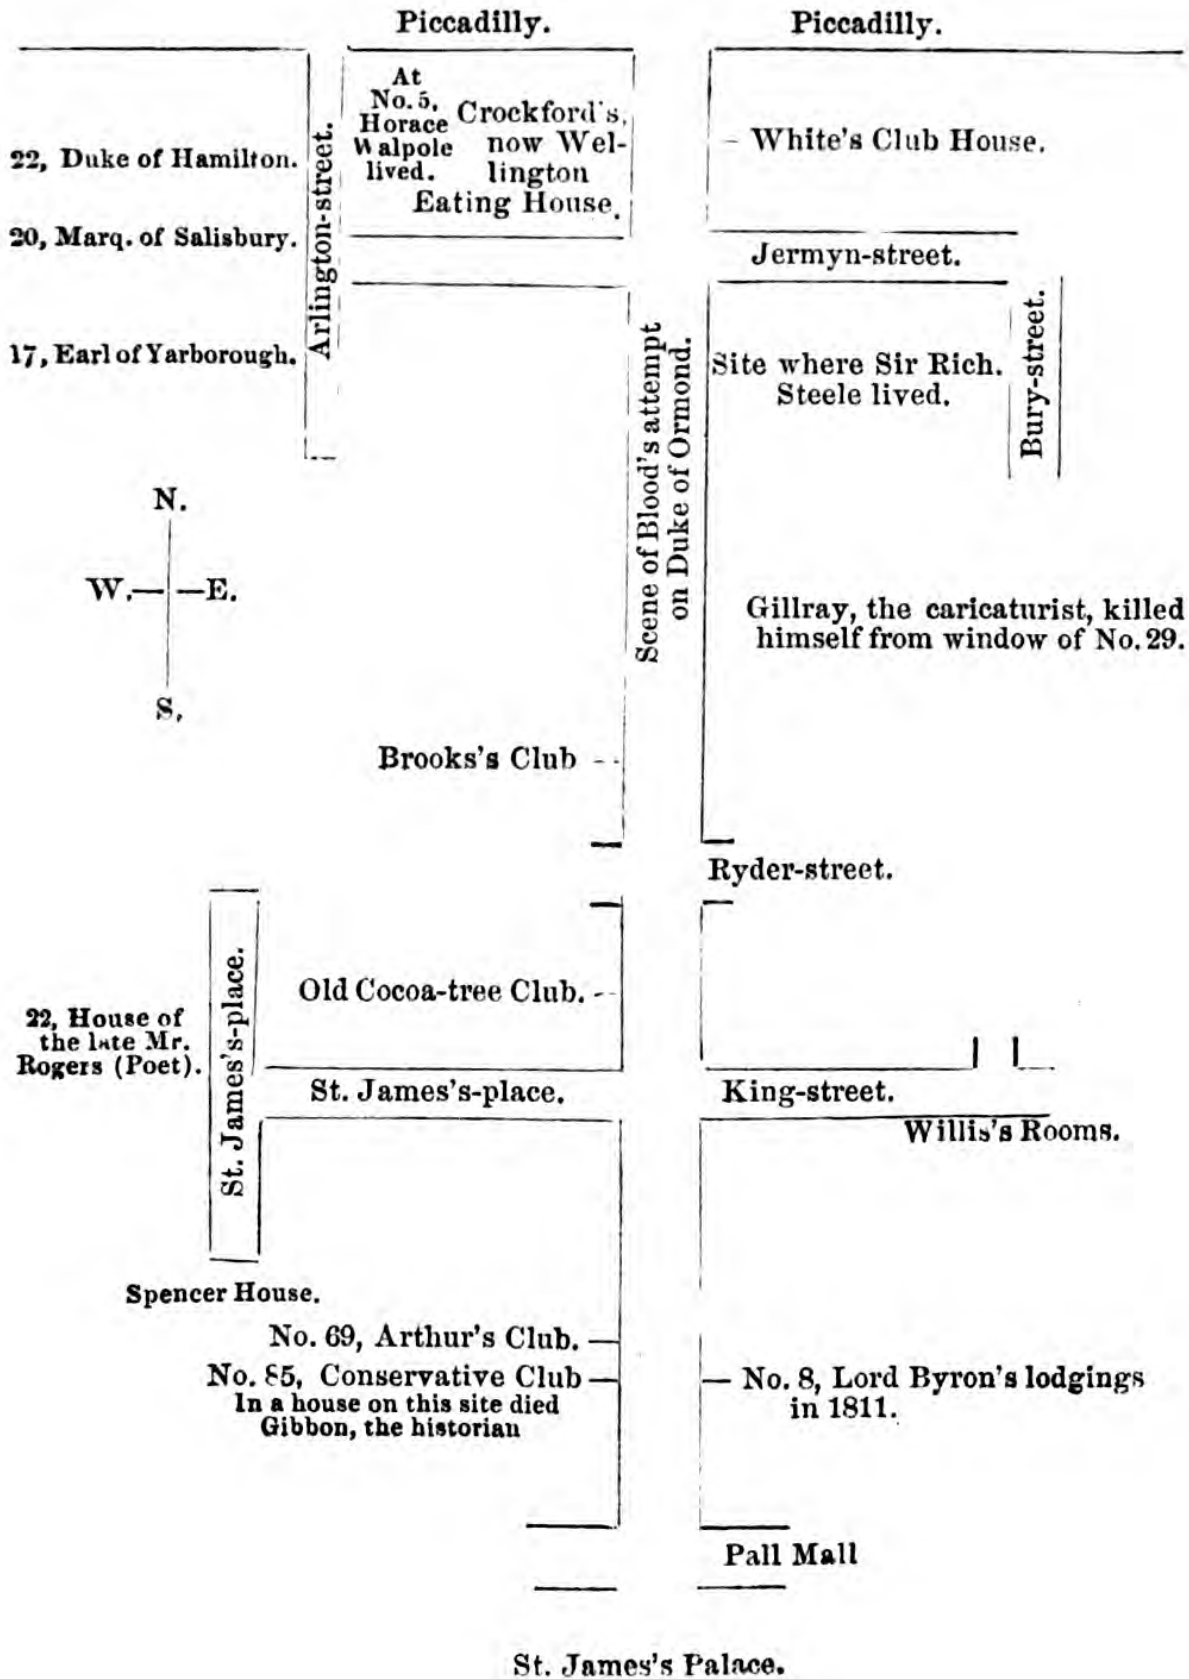 Piccadilly.
Piccadilly.
At
No. 5,
Horace
Walpole
lived.
Crockford's,
now Wel-
lington
Eating House.
White's Club House.
22, Duke of Hamilton.
20, Marq. of Salisbury.
17, Earl of Yarborough.
Arlington-street.
Jermyn-street.
Scene of Blood's attempt
on Duke of Ormond.
Site where Sir Rich.
Steele lived.
Bury-street.
N.
W.
E.
S.
Gillray, the caricaturist, killed
himself from window of No. 29.
Brooks's Club
Ryder-street.
St. James's-place.
Old Cocoa-tree Club.
22, House of
the late Mr.
Rogers (Poet).
St. James's-place.
King-street.
Willis's Rooms.
Spencer House.
No. 69, Arthur's Club.
No. 85, Conservative Club
In a house on this site died
Gibbon, the historian
No. 8, Lord Byron's lodgings
in 1811.
Pall Mall
St. James's Palace.